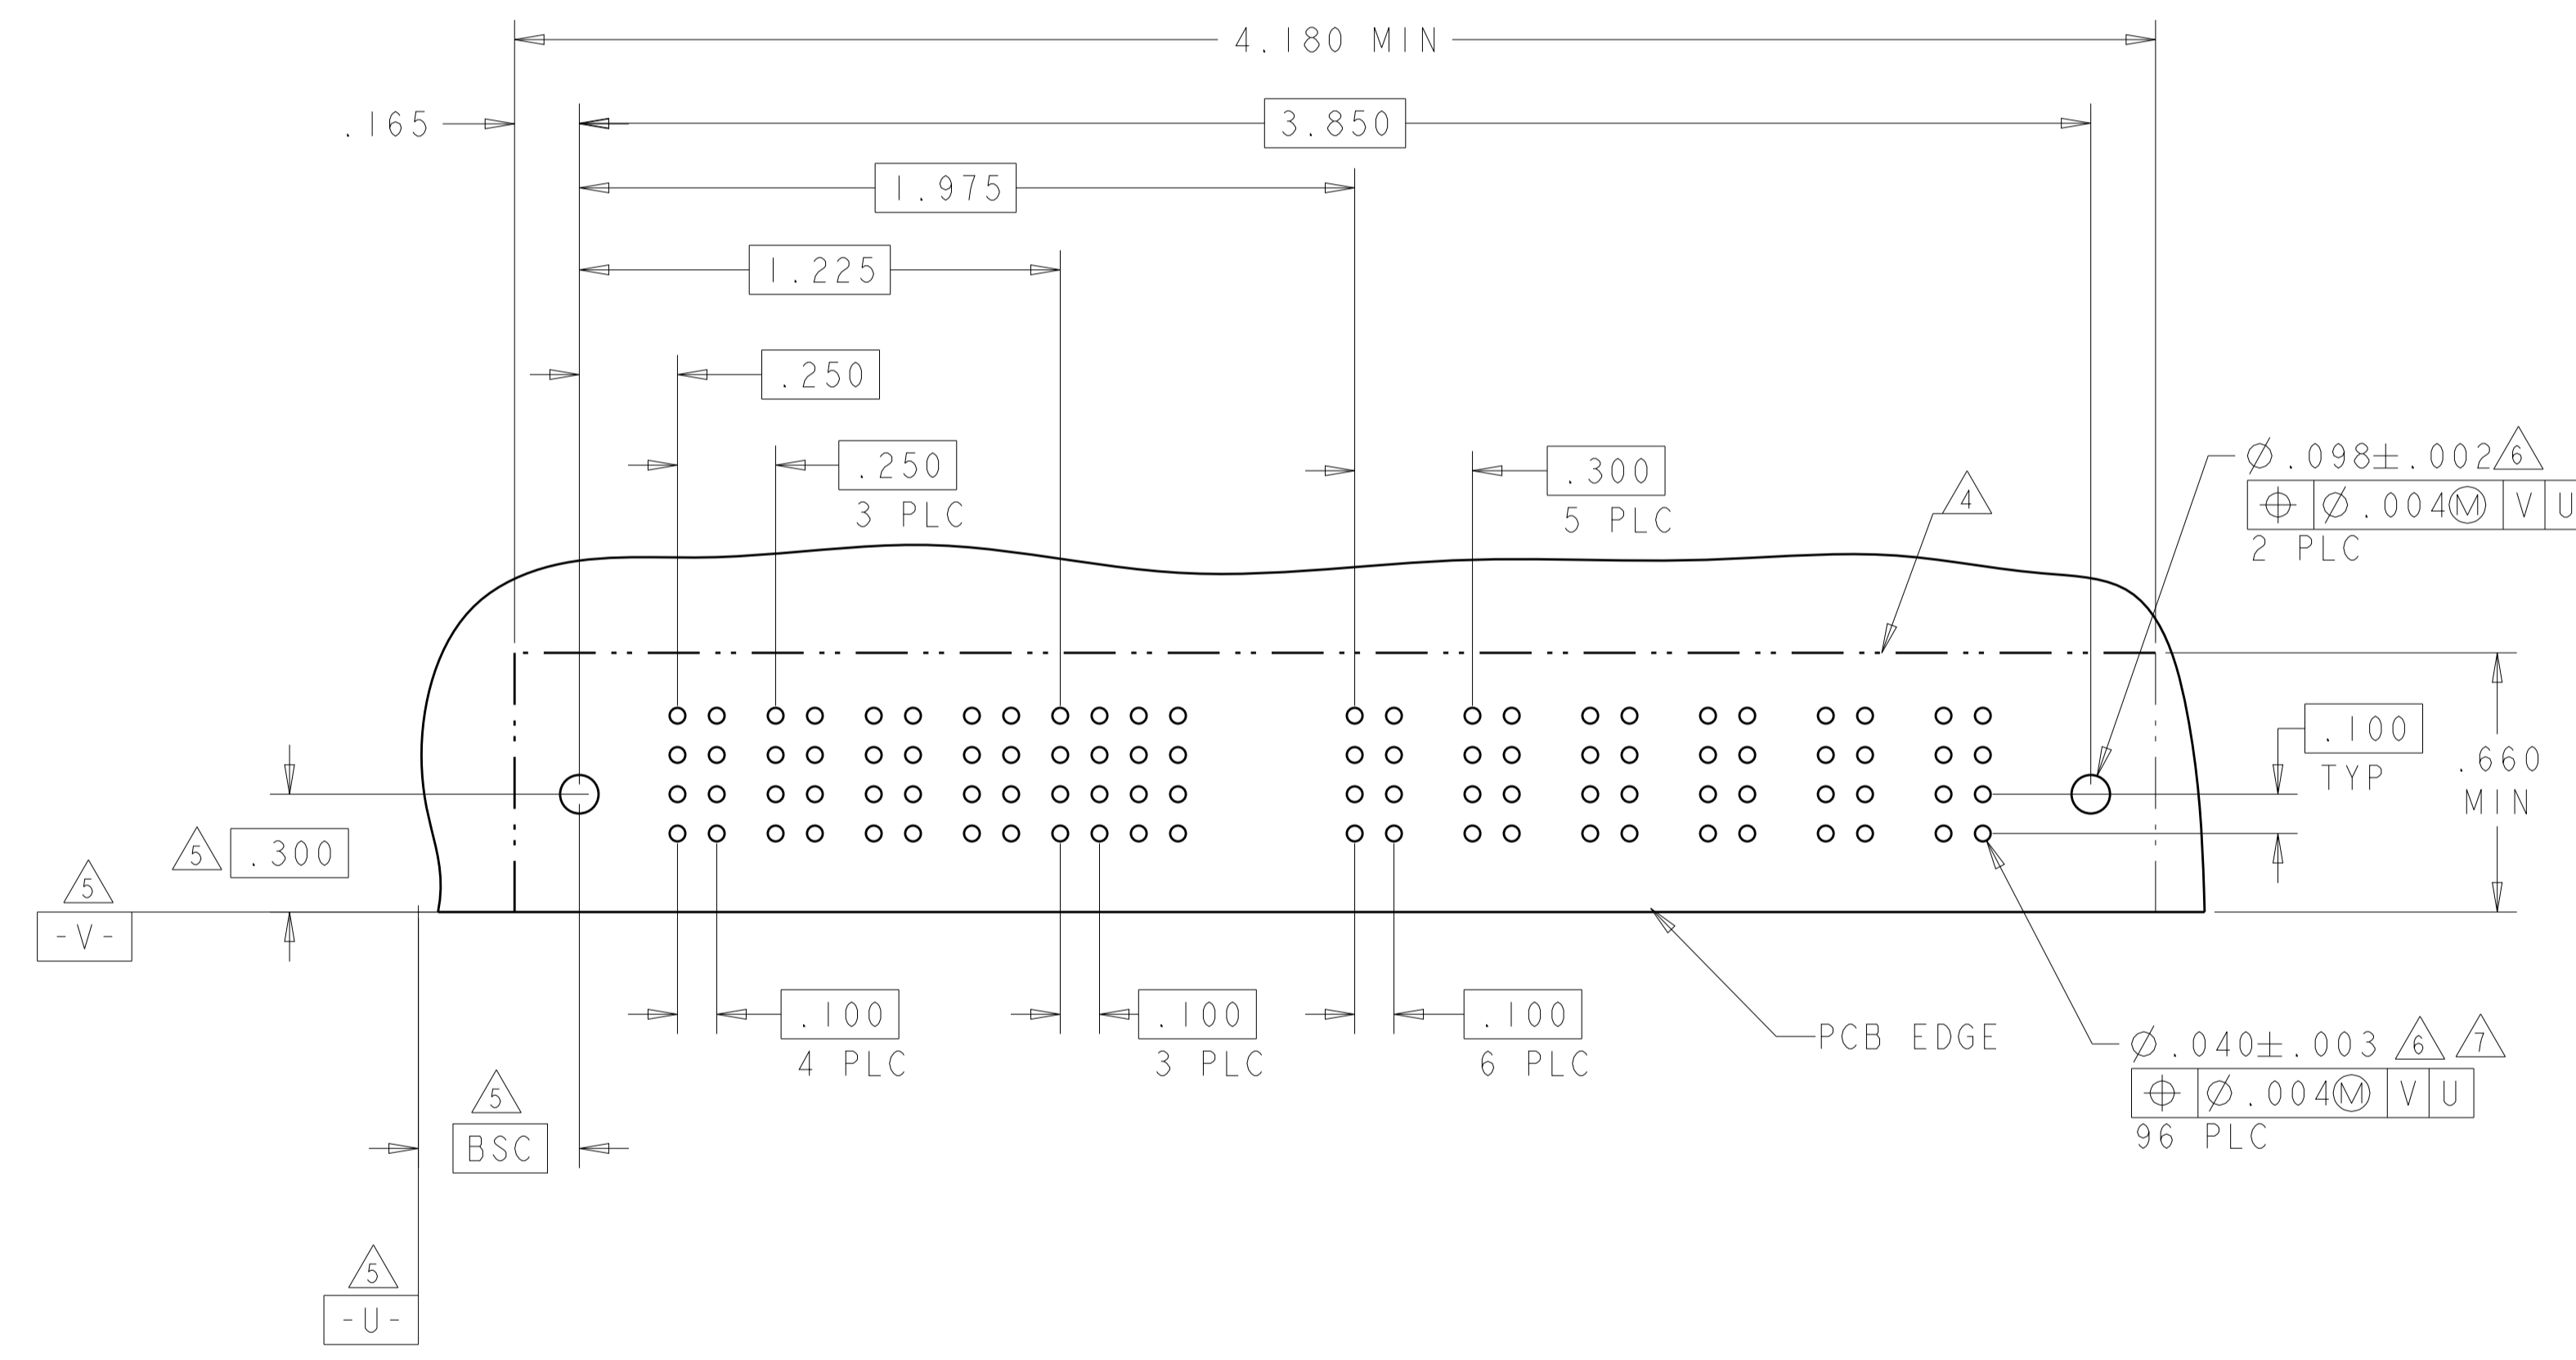 4.180 MIN
.165
3.850
1.975
1.225
.250
.250
3 PLC
.300
5 PLC
4
Ø.098±.002 6
⌖ Ø.004Ⓜ V U
2 PLC
.100
TYP
.660
MIN
5 .300
5
-V-
.100
4 PLC
.100
3 PLC
.100
6 PLC
PCB EDGE
Ø.040±.003 6 7
⌖ Ø.004Ⓜ V U
96 PLC
5
BSC
5
-U-